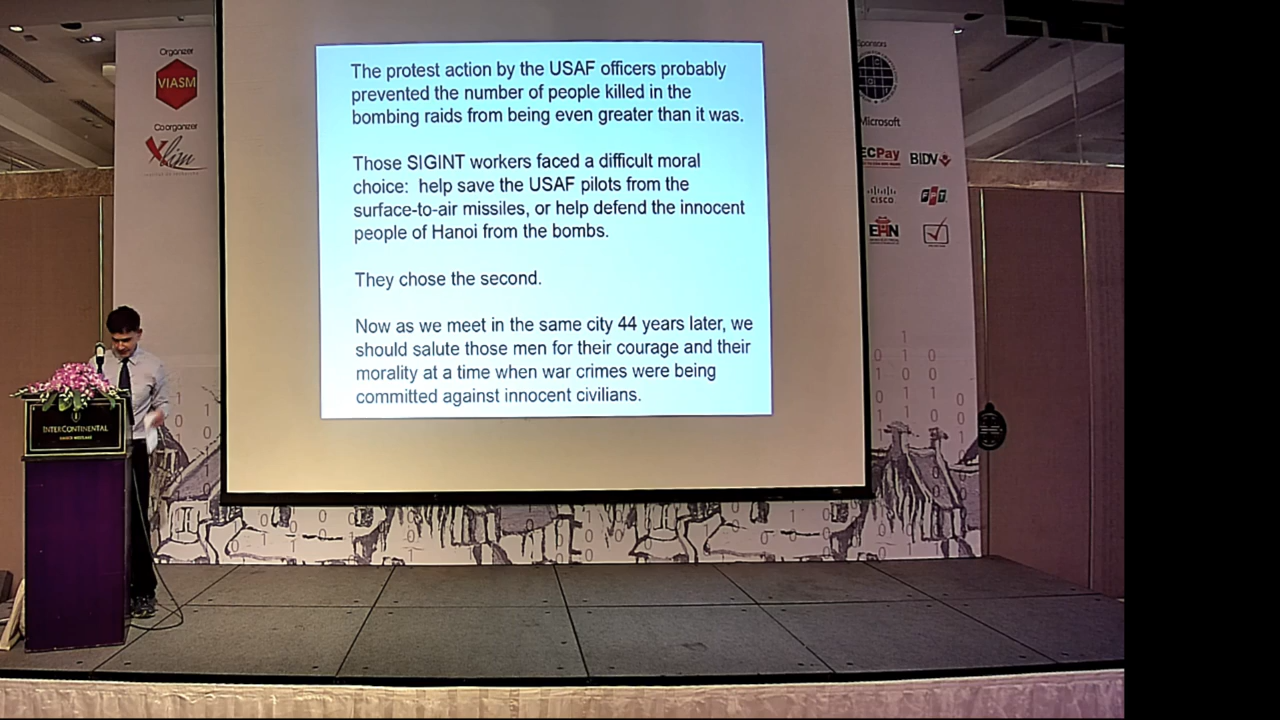 Organizer
VIASM
Co organizer
Xlim
The protest action by the USAF officers probably
prevented the number of people killed in the
bombing raids from being even greater than it was.
Those SIGINT workers faced a difficult moral
choice: help save the USAF pilots from the
surface-to-air missiles, or help defend the innocent
people of Hanoi from the bombs.
They chose the second.
Now as we meet in the same city 44 years later, we
should salute those men for their courage and their
morality at a time when war crimes were being
committed against innocent civilians.
Sponsors
Microsoft
ECPay
BIDV
CISCO
FPT
INTERCONTINENTAL